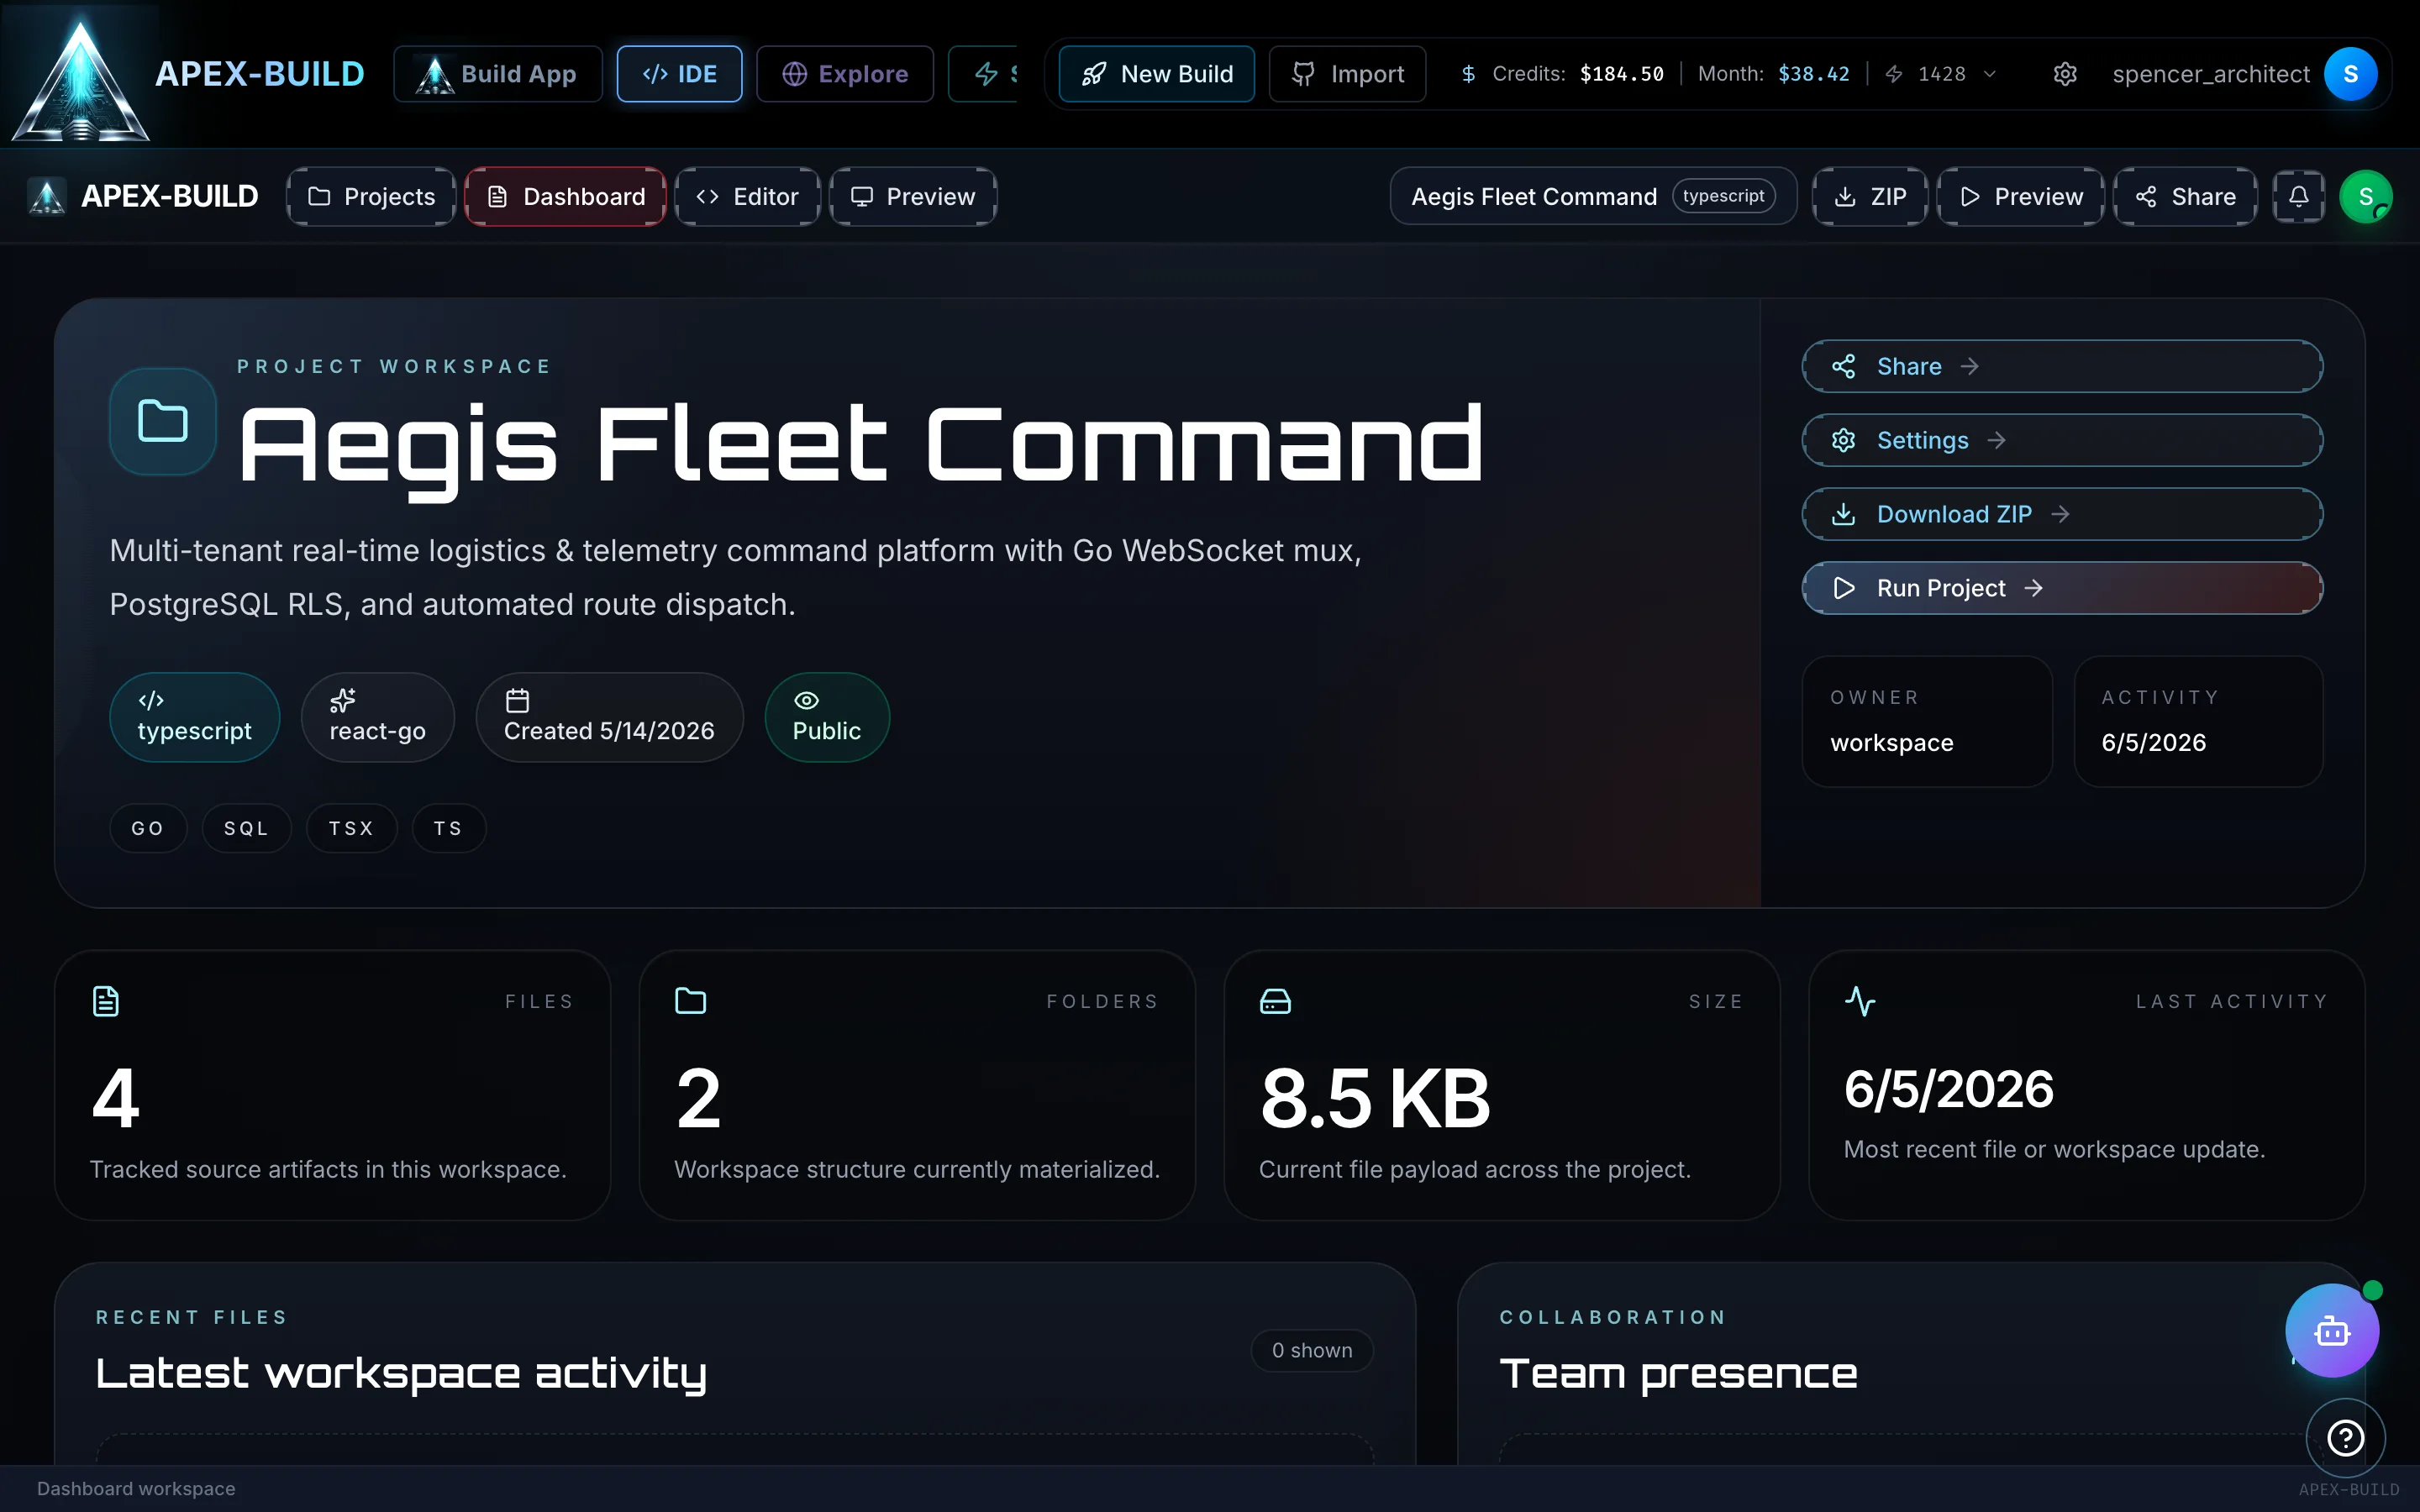 APEX-BUILD Build App IDE Explore New Build Import Credits: $184.50 Month: $38.42 1428 spencer_architect S
APEX-BUILD Projects Dashboard Editor Preview Aegis Fleet Command typescript ZIP Preview Share S
PROJECT WORKSPACE
Aegis Fleet Command
Multi-tenant real-time logistics & telemetry command platform with Go WebSocket mux,
PostgreSQL RLS, and automated route dispatch.
typescript react-go Created 5/14/2026 Public
GO SQL TSX TS
Share
Settings
Download ZIP
Run Project
OWNER
workspace
ACTIVITY
6/5/2026
FILES
4
Tracked source artifacts in this workspace.
FOLDERS
2
Workspace structure currently materialized.
SIZE
8.5 KB
Current file payload across the project.
LAST ACTIVITY
6/5/2026
Most recent file or workspace update.
RECENT FILES
Latest workspace activity
0 shown
COLLABORATION
Team presence
Dashboard workspace
APEX-BUILD